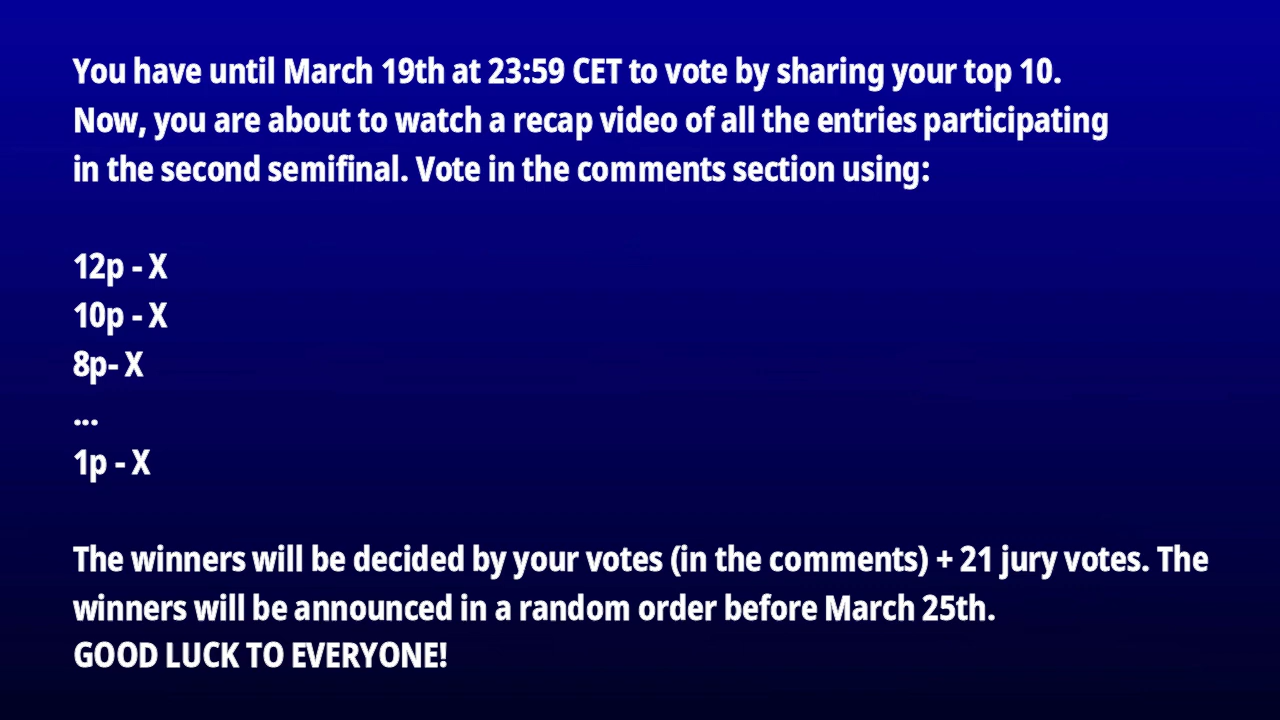 You have until March 19th at 23:59 CET to vote by sharing your top 10.
Now, you are about to watch a recap video of all the entries participating
in the second semifinal. Vote in the comments section using:
12p - X
10p - X
8p- X
...
1p - X
The winners will be decided by your votes (in the comments) + 21 jury votes. The
winners will be announced in a random order before March 25th.
GOOD LUCK TO EVERYONE!